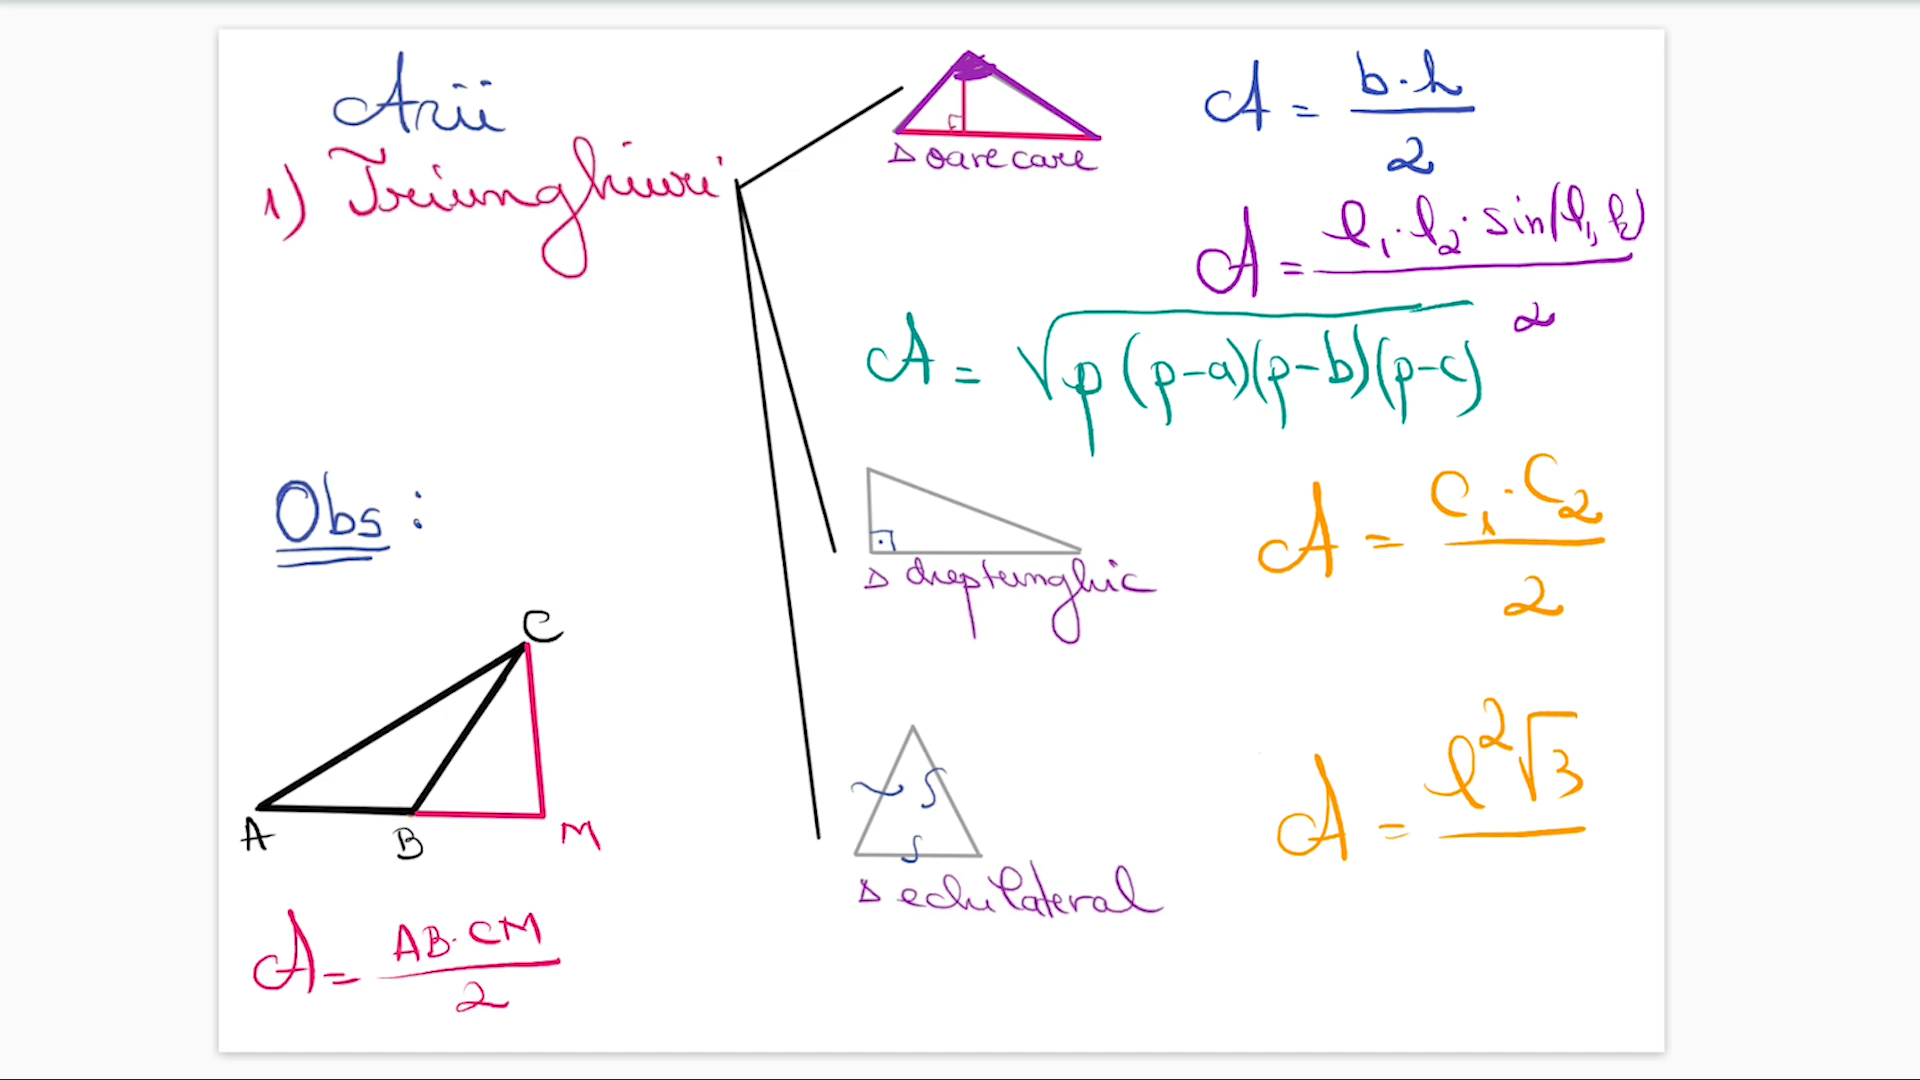 Arii
1) Triunghiuri
Δ oarecare
A = b·h / 2
A = l₁·l₂·sin(l₁, l₂) / 2
A = √p(p-a)(p-b)(p-c)
Δ dreptunghic
A = C₁·C₂ / 2
Δ echilateral
A = l²√3
Obs :
C
A B M
A = AB·CM / 2